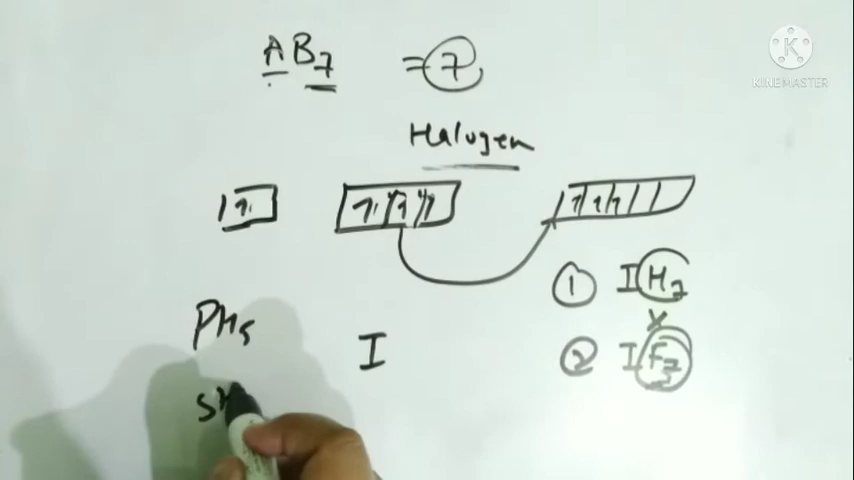 K
KINEMASTER
AB₇ = 7
Halogen
① IH₇
x
PH₅ I ② IF₇
S